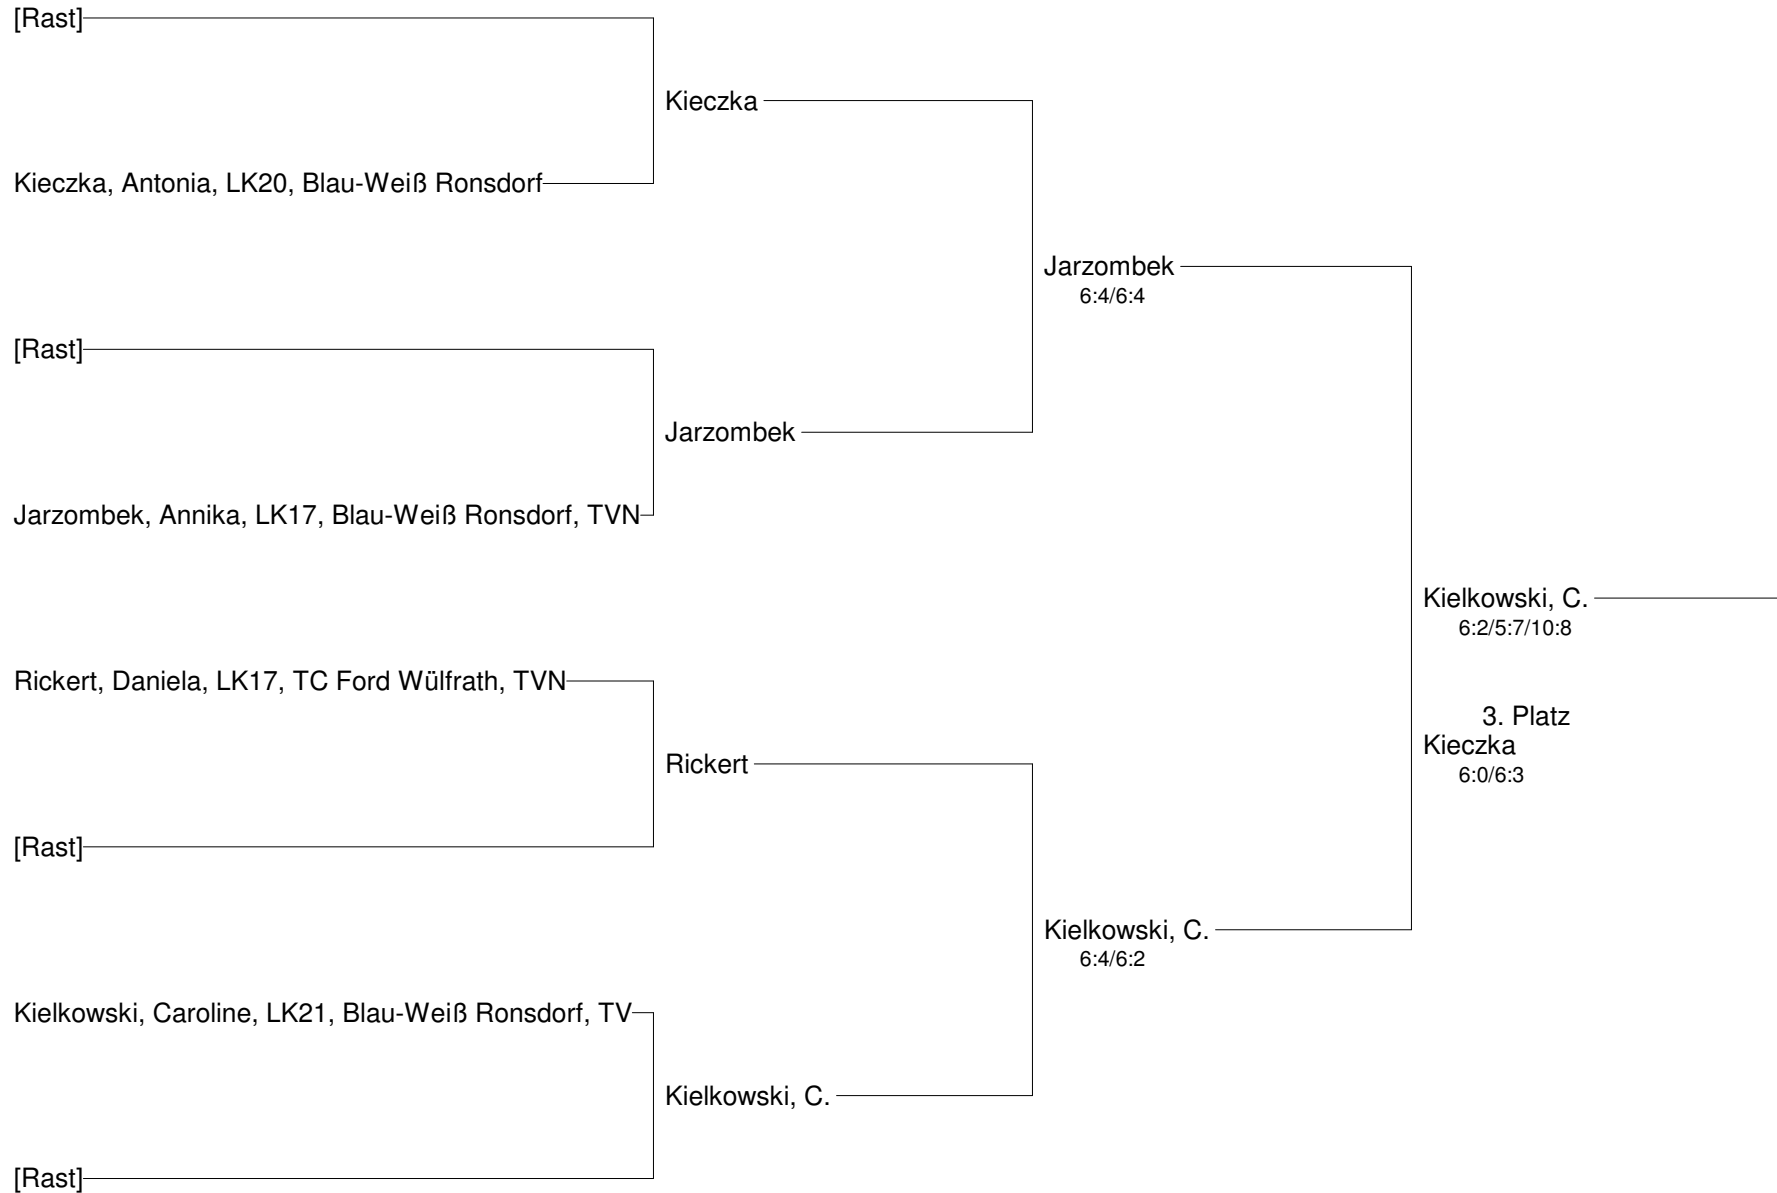 [Rast]
Kieczka
Kieczka, Antonia, LK20, Blau-Weiß Ronsdorf
Jarzombek
6:4/6:4
[Rast]
Jarzombek
Jarzombek, Annika, LK17, Blau-Weiß Ronsdorf, TVN
Kielkowski, C.
6:2/5:7/10:8
Rickert, Daniela, LK17, TC Ford Wülfrath, TVN
3. Platz
Kieczka
6:0/6:3
Rickert
[Rast]
Kielkowski, C.
6:4/6:2
Kielkowski, Caroline, LK21, Blau-Weiß Ronsdorf, TV
Kielkowski, C.
[Rast]